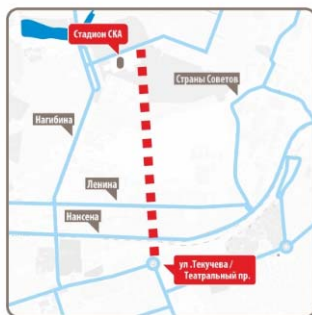 Стадион СКА
Страны Советов
Нагибина
Ленина
Нансена
ул .Текучева /
Театральный пр.